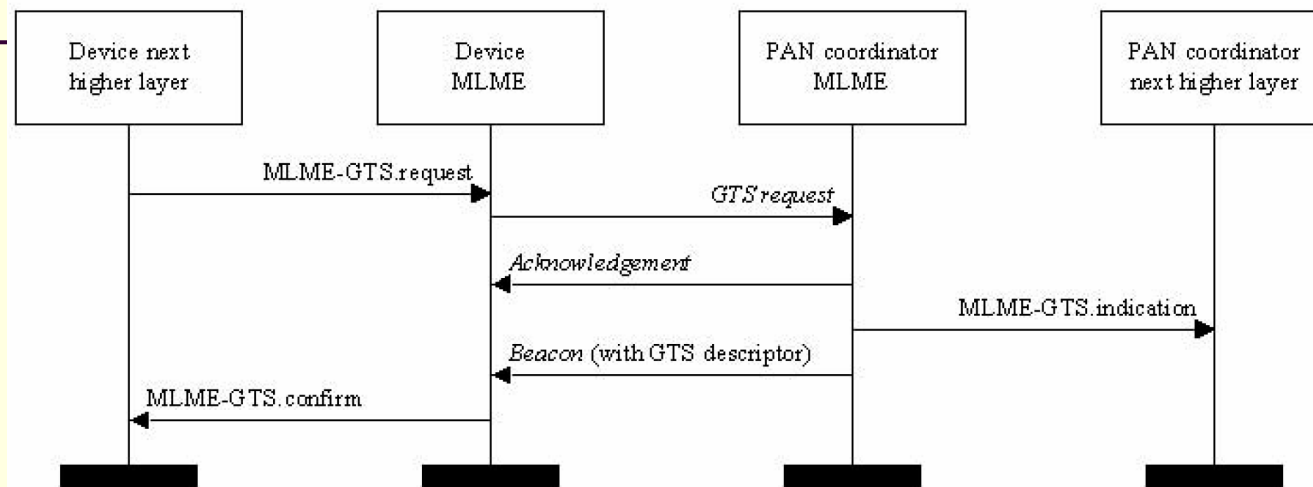 Device next
higher layer
Device
MLME
PAN coordinator
MLME
PAN coordinator
next higher layer
MLME-GTS.request
GTS request
Acknowledgement
MLME-GTS.indication
Beacon (with GTS descriptor)
MLME-GTS.confirm